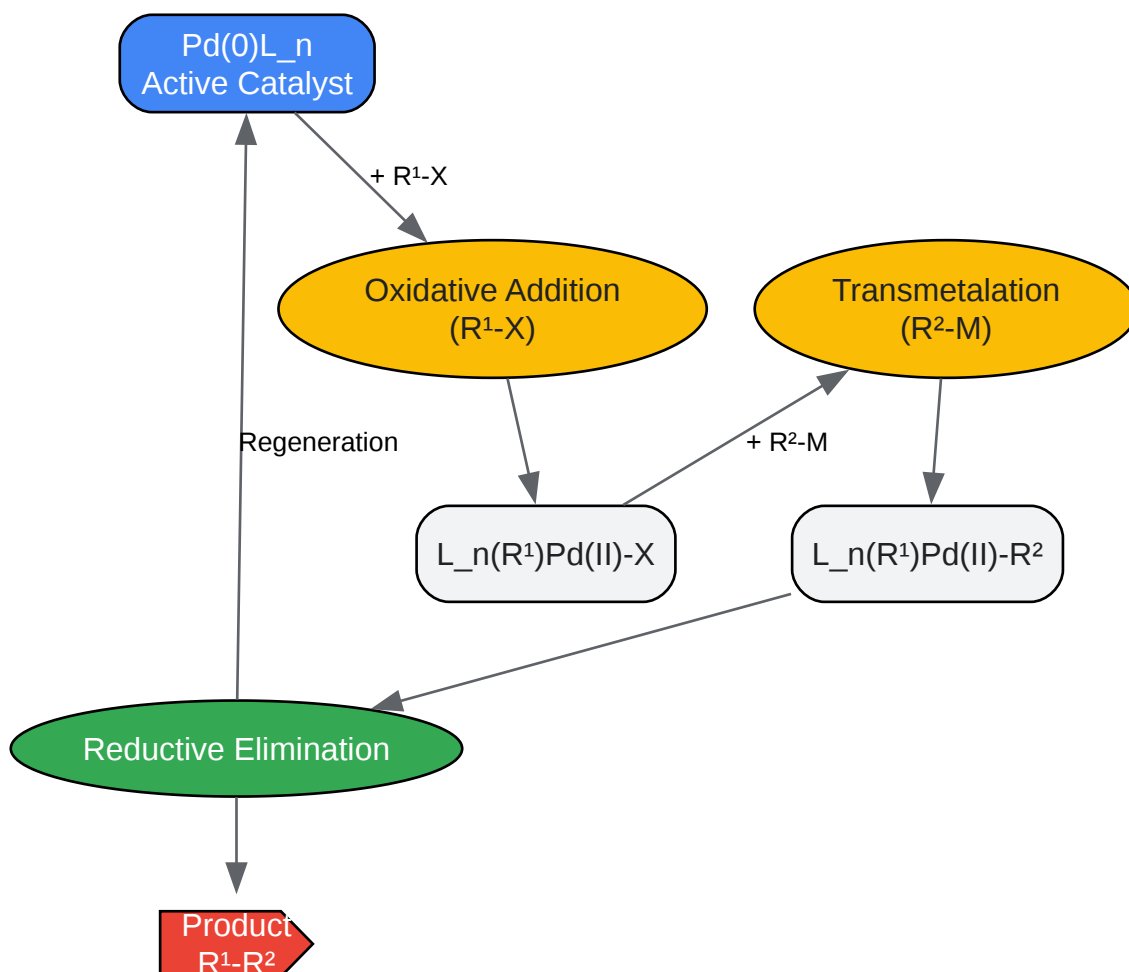 Pd(0)L_n
Active Catalyst
+ R¹-X
Oxidative Addition
(R¹-X)
Transmetalation
(R²-M)
Regeneration
+ R²-M
L_n(R¹)Pd(II)-X
L_n(R¹)Pd(II)-R²
Reductive Elimination
Product
R¹-R²